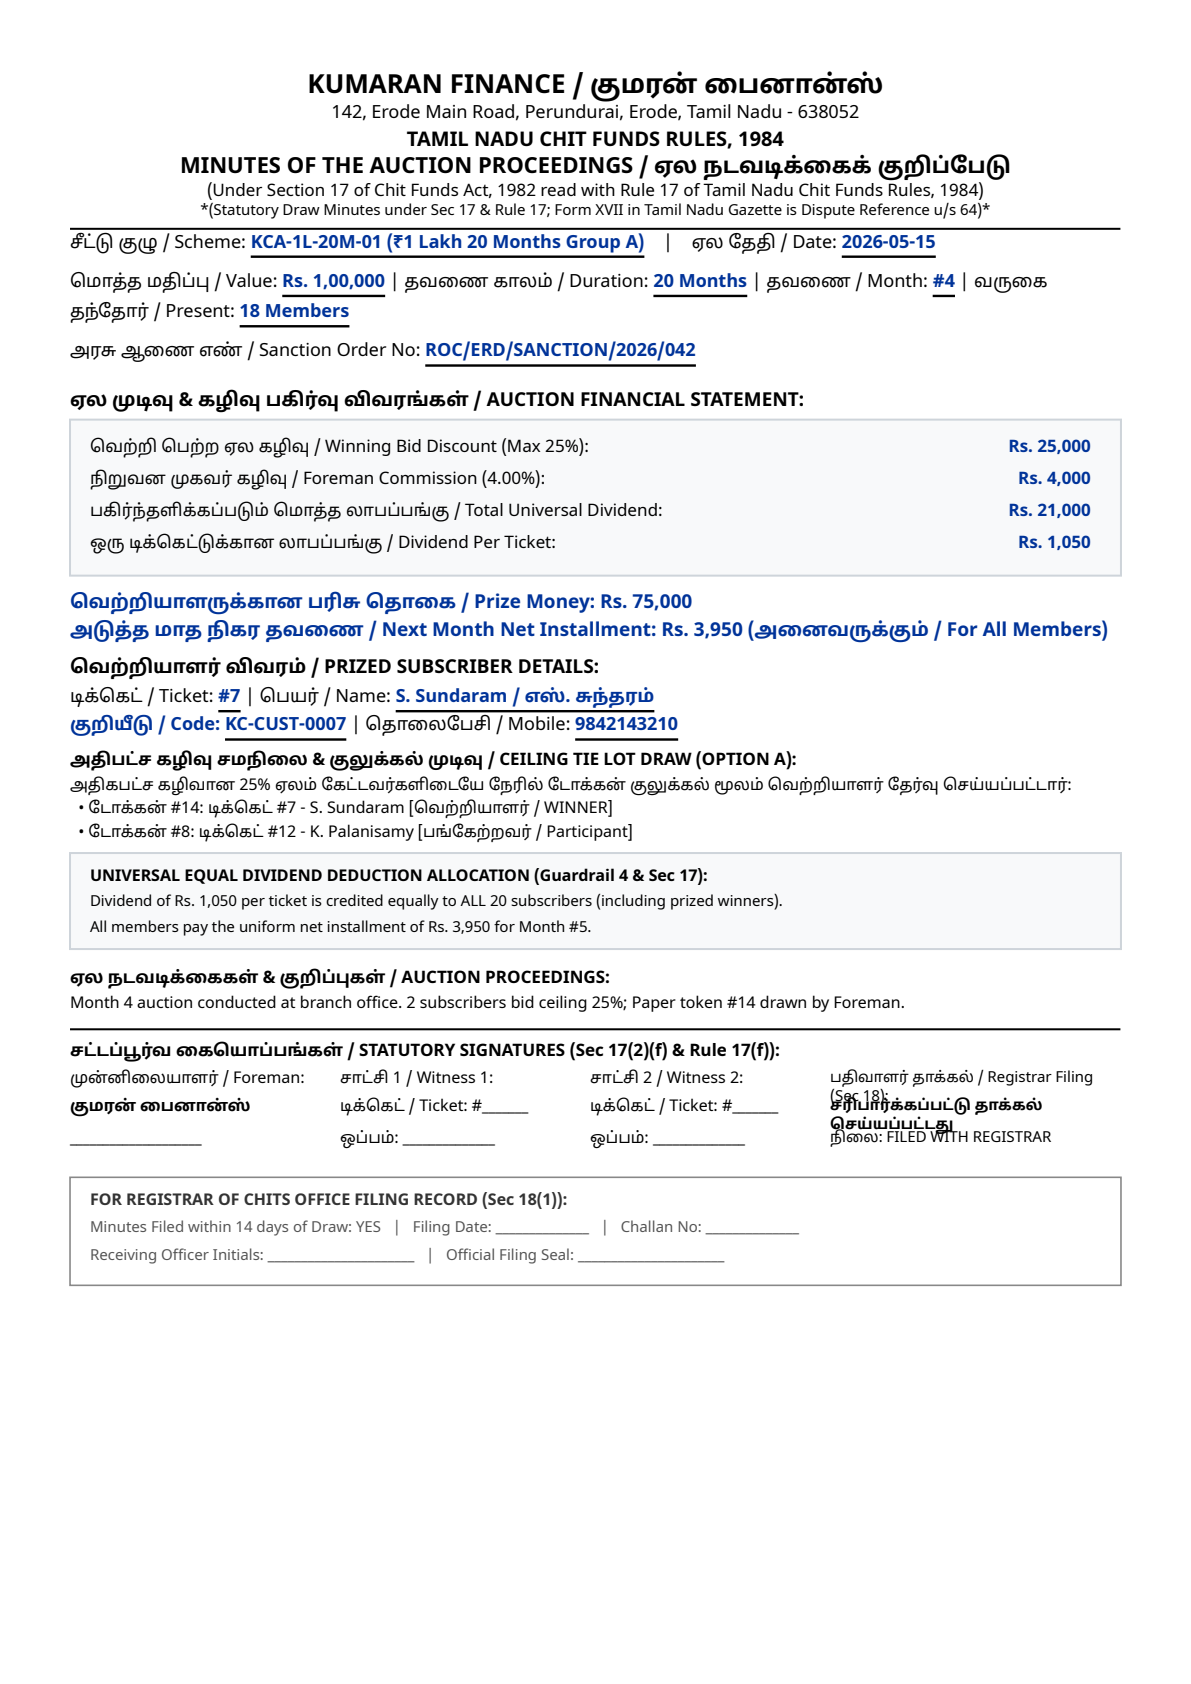 KUMARAN FINANCE / குமரன் பைனான்ஸ்
142, Erode Main Road, Perundurai, Erode, Tamil Nadu - 638052
TAMIL NADU CHIT FUNDS RULES, 1984
MINUTES OF THE AUCTION PROCEEDINGS / ஏல நடவடிக்கைக் குறிப்பேடு
(Under Section 17 of Chit Funds Act, 1982 read with Rule 17 of Tamil Nadu Chit Funds Rules, 1984)
*(Statutory Draw Minutes under Sec 17 & Rule 17; Form XVII in Tamil Nadu Gazette is Dispute Reference u/s 64)*
சீட்டு குழு / Scheme: KCA-1L-20M-01 (₹1 Lakh 20 Months Group A) | ஏல தேதி / Date: 2026-05-15
மொத்த மதிப்பு / Value: Rs. 1,00,000 | தவணை காலம் / Duration: 20 Months | தவணை / Month: #4 | வருகை
தந்தோர் / Present: 18 Members
அரசு ஆணை எண் / Sanction Order No: ROC/ERD/SANCTION/2026/042
ஏல முடிவு & கழிவு பகிர்வு விவரங்கள் / AUCTION FINANCIAL STATEMENT:
வெற்றி பெற்ற ஏல கழிவு / Winning Bid Discount (Max 25%): Rs. 25,000
நிறுவன முகவர் கழிவு / Foreman Commission (4.00%): Rs. 4,000
பகிர்ந்தளிக்கப்படும் மொத்த லாபப்பங்கு / Total Universal Dividend: Rs. 21,000
ஒரு டிக்கெட்டுக்கான லாபப்பங்கு / Dividend Per Ticket: Rs. 1,050
வெற்றியாளருக்கான பரிசு தொகை / Prize Money: Rs. 75,000
அடுத்த மாத நிகர தவணை / Next Month Net Installment: Rs. 3,950 (அனைவருக்கும் / For All Members)
வெற்றியாளர் விவரம் / PRIZED SUBSCRIBER DETAILS:
டிக்கெட் / Ticket: #7 | பெயர் / Name: S. Sundaram / எஸ். சுந்தரம்
குறியீடு / Code: KC-CUST-0007 | தொலைபேசி / Mobile: 9842143210
அதிபட்ச கழிவு சமநிலை & குலுக்கல் முடிவு / CEILING TIE LOT DRAW (OPTION A):
அதிகபட்ச கழிவான 25% ஏலம் கேட்டவர்களிடையே நேரில் டோக்கன் குலுக்கல் மூலம் வெற்றியாளர் தேர்வு செய்யப்பட்டார்:
• டோக்கன் #14: டிக்கெட் #7 - S. Sundaram [வெற்றியாளர் / WINNER]
• டோக்கன் #8: டிக்கெட் #12 - K. Palanisamy [பங்கேற்றவர் / Participant]
UNIVERSAL EQUAL DIVIDEND DEDUCTION ALLOCATION (Guardrail 4 & Sec 17):
Dividend of Rs. 1,050 per ticket is credited equally to ALL 20 subscribers (including prized winners).
All members pay the uniform net installment of Rs. 3,950 for Month #5.
ஏல நடவடிக்கைகள் & குறிப்புகள் / AUCTION PROCEEDINGS:
Month 4 auction conducted at branch office. 2 subscribers bid ceiling 25%; Paper token #14 drawn by Foreman.
சட்டப்பூர்வ கையொப்பங்கள் / STATUTORY SIGNATURES (Sec 17(2)(f) & Rule 17(f)):
முன்னிலையாளர் / Foreman: சாட்சி 1 / Witness 1: சாட்சி 2 / Witness 2: பதிவாளர் தாக்கல் / Registrar Filing
(Sec 18):
குமரன் பைனான்ஸ் டிக்கெட் / Ticket: #______ டிக்கெட் / Ticket: #______ சரிபார்க்கப்பட்டு தாக்கல்
செய்யப்பட்டது
_________________ ஒப்பம்: ____________ ஒப்பம்: ____________ நிலை: FILED WITH REGISTRAR
FOR REGISTRAR OF CHITS OFFICE FILING RECORD (Sec 18(1)):
Minutes Filed within 14 days of Draw: YES | Filing Date: ____________ | Challan No: ____________
Receiving Officer Initials: ___________________ | Official Filing Seal: ___________________